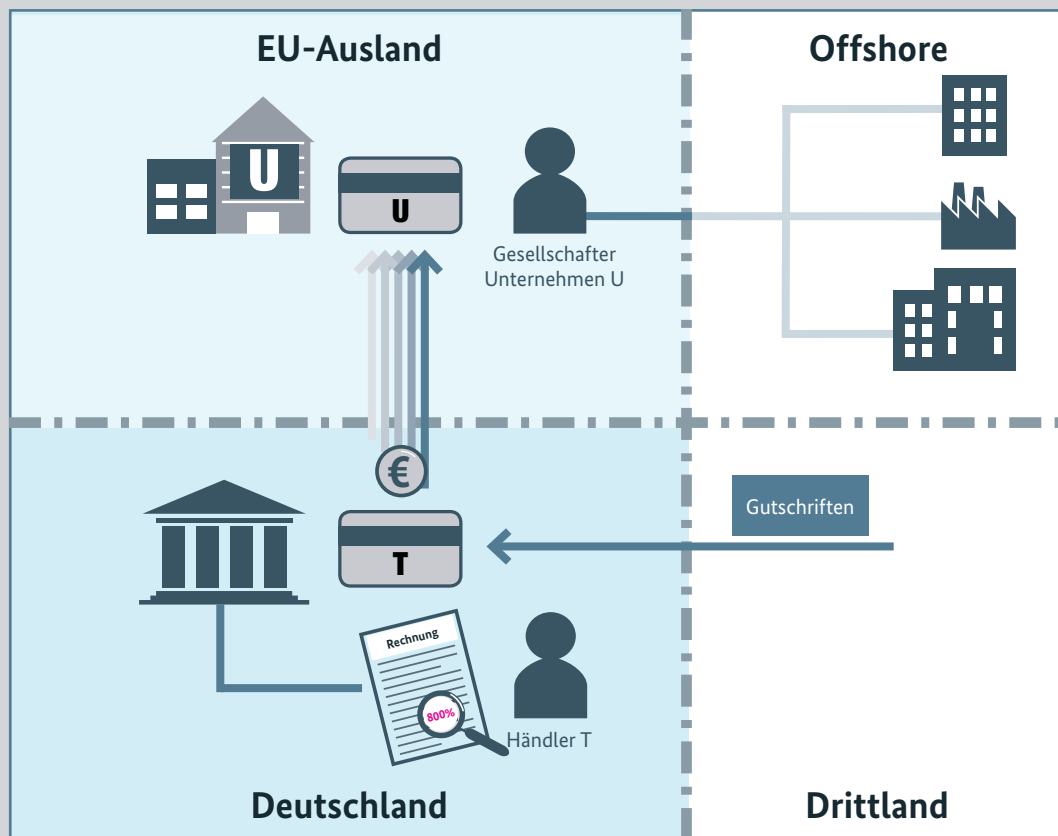 EU-Ausland
Offshore
U
U
Gesellschafter
Unternehmen U
€
Gutschriften
T
Rechnung
800%
Händler T
Deutschland
Drittland